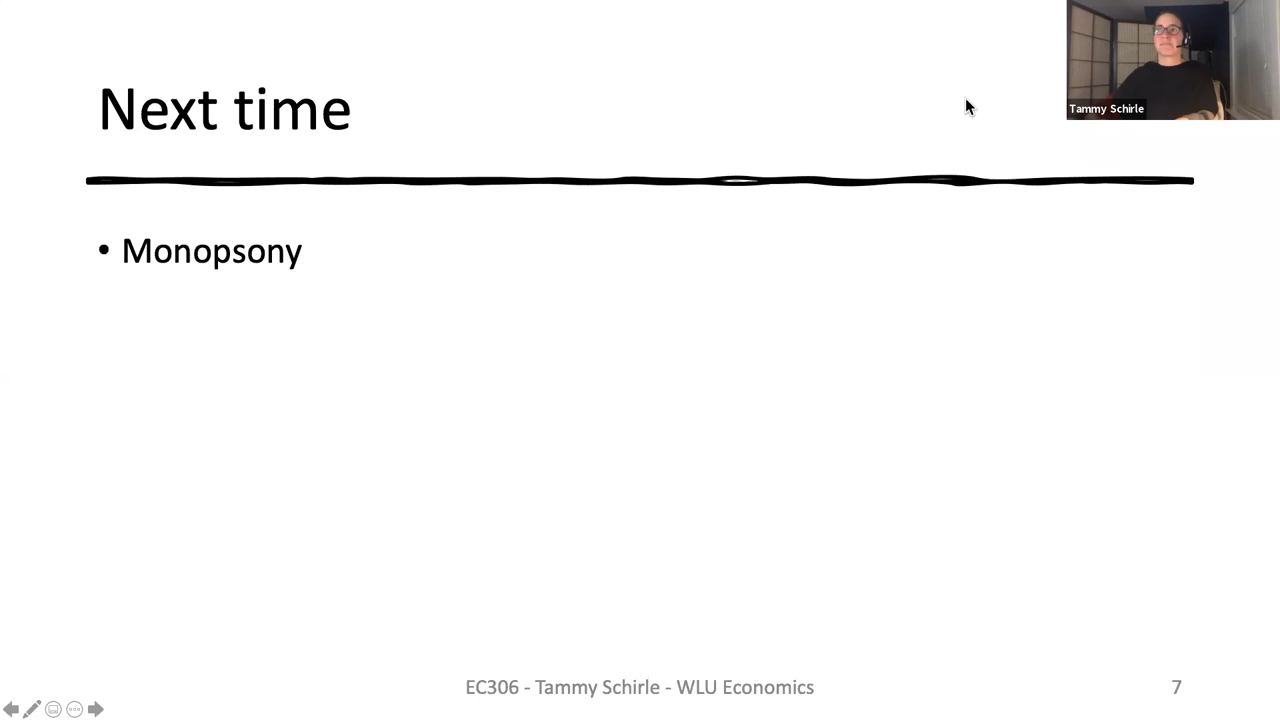 Next time
Tammy Schirle
• Monopsony
EC306 - Tammy Schirle - WLU Economics
7